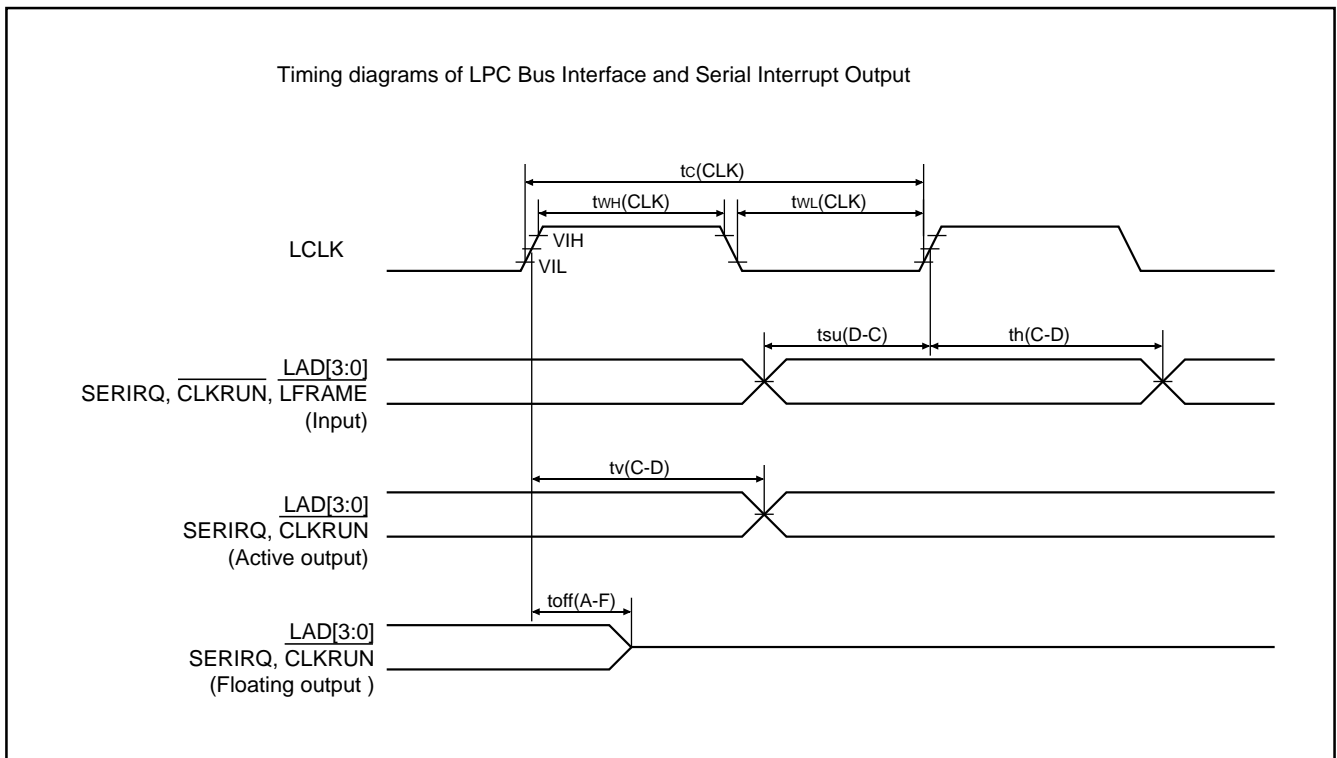 Timing diagrams of LPC Bus Interface and Serial Interrupt Output
tC(CLK)
tWH(CLK)
tWL(CLK)
LCLK
VIH
VIL
tsu(D-C)
th(C-D)
LAD[3:0]
SERIRQ, CLKRUN, LFRAME
(Input)
tv(C-D)
LAD[3:0]
SERIRQ, CLKRUN
(Active output)
toff(A-F)
LAD[3:0]
SERIRQ, CLKRUN
(Floating output )